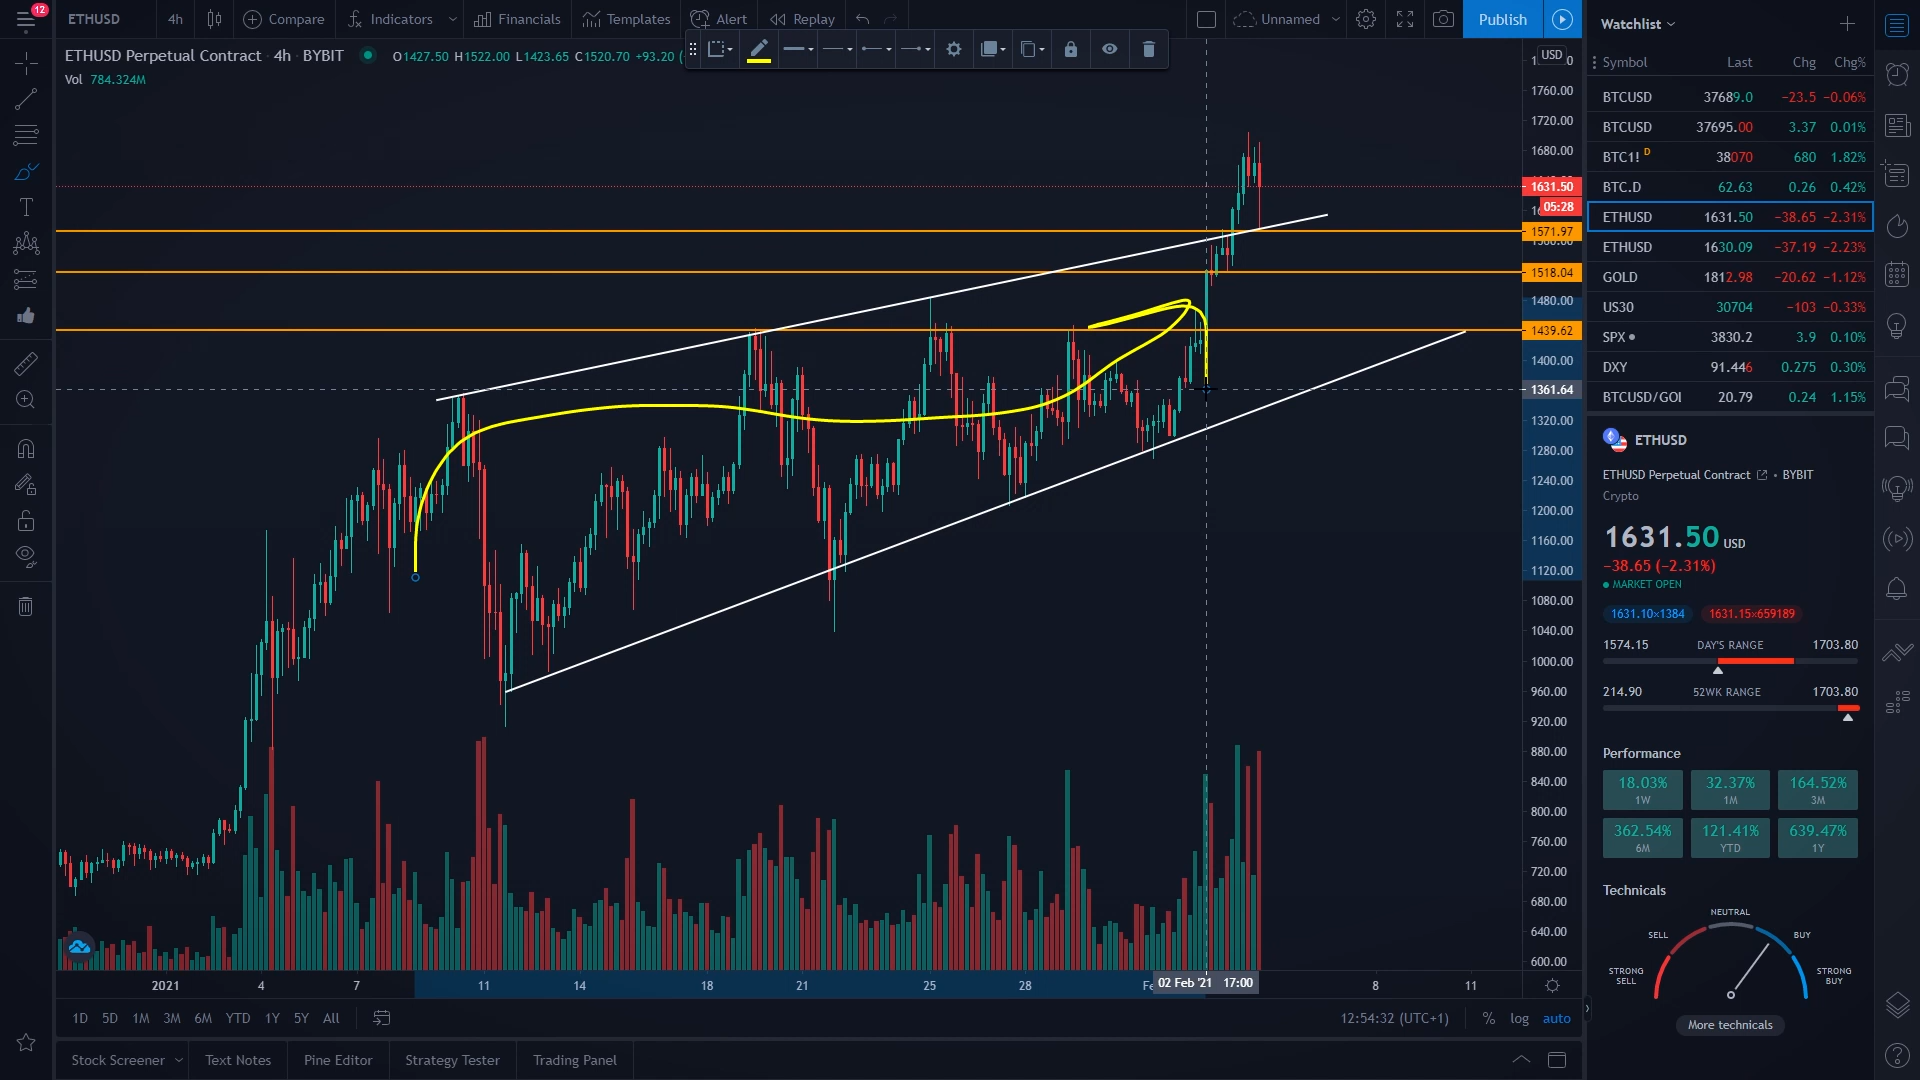 12
ETHUSD
4h
Compare
Indicators
Financials
Templates
Alert
Replay
Unnamed
Publish
Watchlist
ETHUSD Perpetual Contract · 4h · BYBIT
O1427.50 H1522.00 L1423.65 C1520.70 +93.20
Vol 784.324M
USD
1760.00
1720.00
1680.00
1631.50
05:28
1571.97
1518.04
1480.00
1439.62
1400.00
1361.64
1320.00
1280.00
1240.00
1200.00
1160.00
1120.00
1080.00
1040.00
1000.00
960.00
920.00
880.00
840.00
800.00
760.00
720.00
680.00
640.00
600.00
2021 4 7 11 14 18 21 25 28 02 Feb '21 17:00 8 11
1D 5D 1M 3M 6M YTD 1Y 5Y All
12:54:32 (UTC+1) % log auto
Stock Screener Text Notes Pine Editor Strategy Tester Trading Panel
Symbol Last Chg Chg%
BTCUSD 37689.0 −23.5 −0.06%
BTCUSD 37695.00 3.37 0.01%
BTC1! D 38070 680 1.82%
BTC.D 62.63 0.26 0.42%
ETHUSD 1631.50 −38.65 −2.31%
ETHUSD 1630.09 −37.19 −2.23%
GOLD 1812.98 −20.62 −1.12%
US30 30704 −103 −0.33%
SPX 3830.2 3.9 0.10%
DXY 91.446 0.275 0.30%
BTCUSD/GOI 20.79 0.24 1.15%
ETHUSD
ETHUSD Perpetual Contract • BYBIT
Crypto
1631.50 USD
−38.65 (−2.31%)
MARKET OPEN
1631.10×1384 1631.15×659189
1574.15 DAY'S RANGE 1703.80
214.90 52WK RANGE 1703.80
Performance
18.03% 32.37% 164.52%
1W 1M 3M
362.54% 121.41% 639.47%
6M YTD 1Y
Technicals
NEUTRAL
SELL BUY
STRONG SELL
STRONG BUY
More technicals